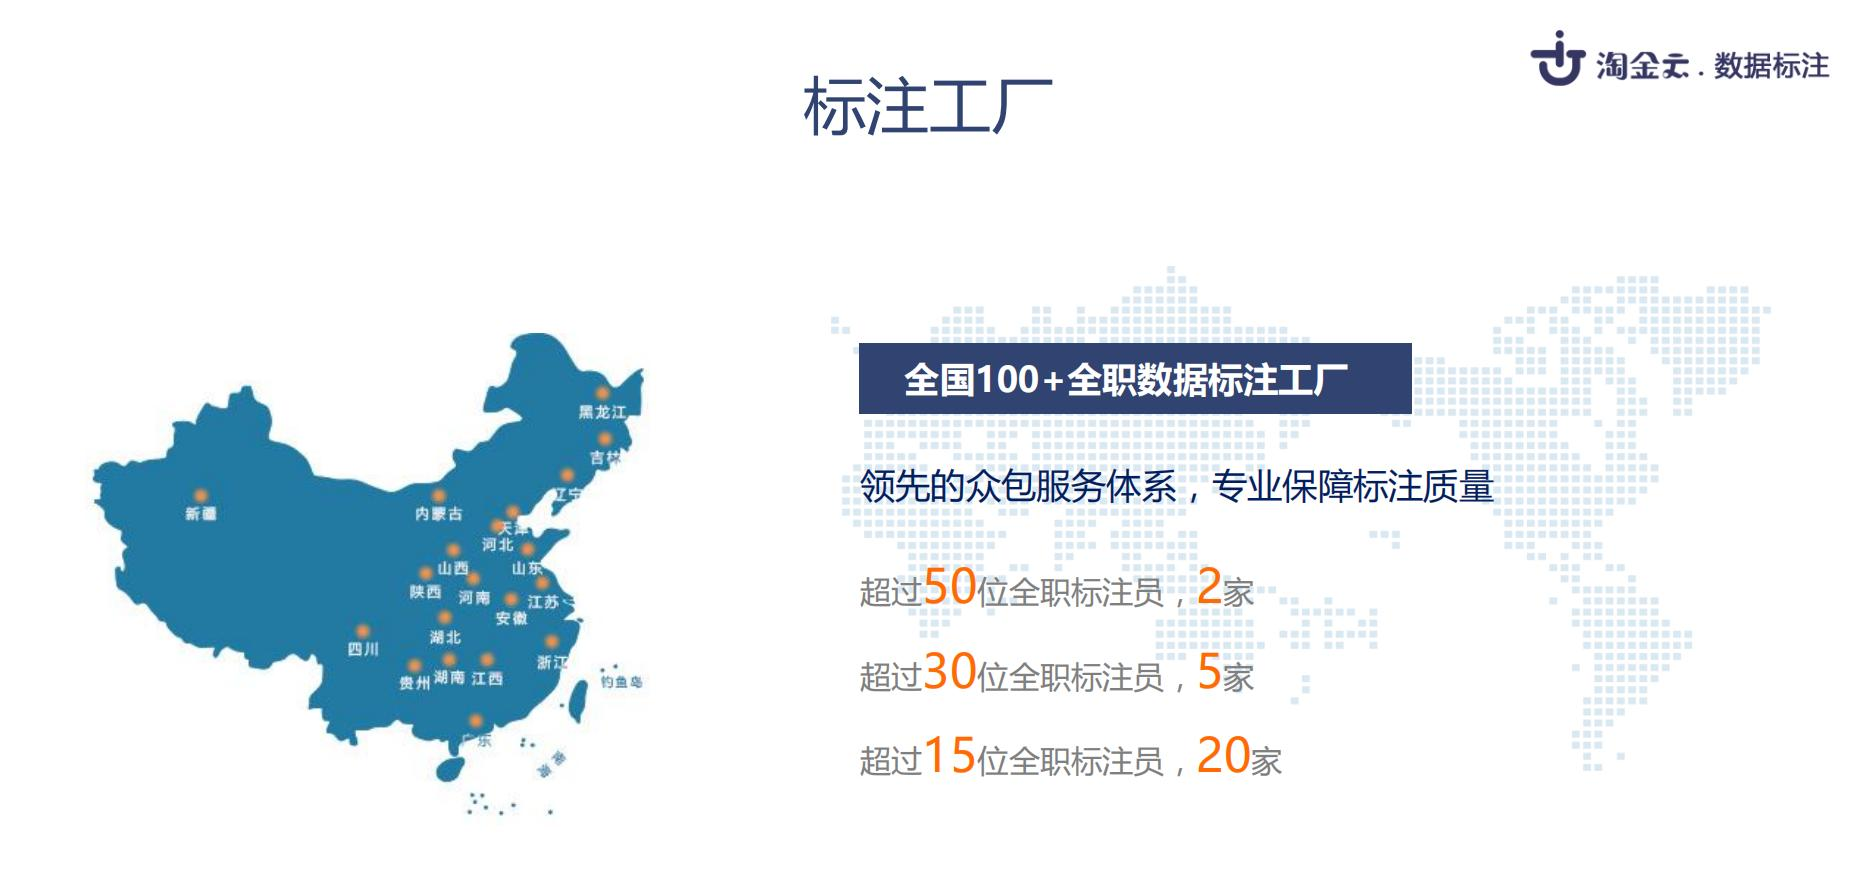 淘金云 . 数据标注
标注工厂
黑龙江
吉林
辽宁
新疆
内蒙古
天津
河北
山西
山东
陕西
河南
江苏
安徽
湖北
四川
浙江
贵州
湖南
江西
钓鱼岛
广东
南海
全国100+全职数据标注工厂
领先的众包服务体系，专业保障标注质量
超过50位全职标注员，2家
超过30位全职标注员，5家
超过15位全职标注员，20家